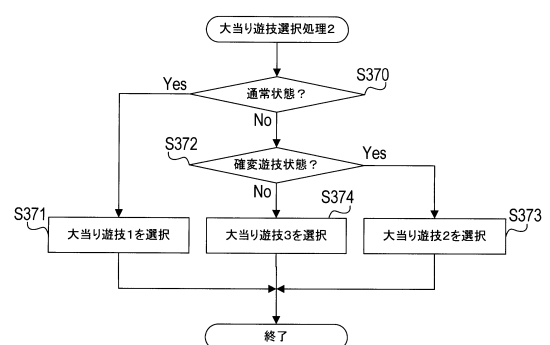 大当り遊技選択処理2
S370
通常状態?
Yes
No
S372
確変遊技状態?
Yes
No
S371
大当り遊技1を選択
S374
大当り遊技3を選択
S373
大当り遊技2を選択
終了